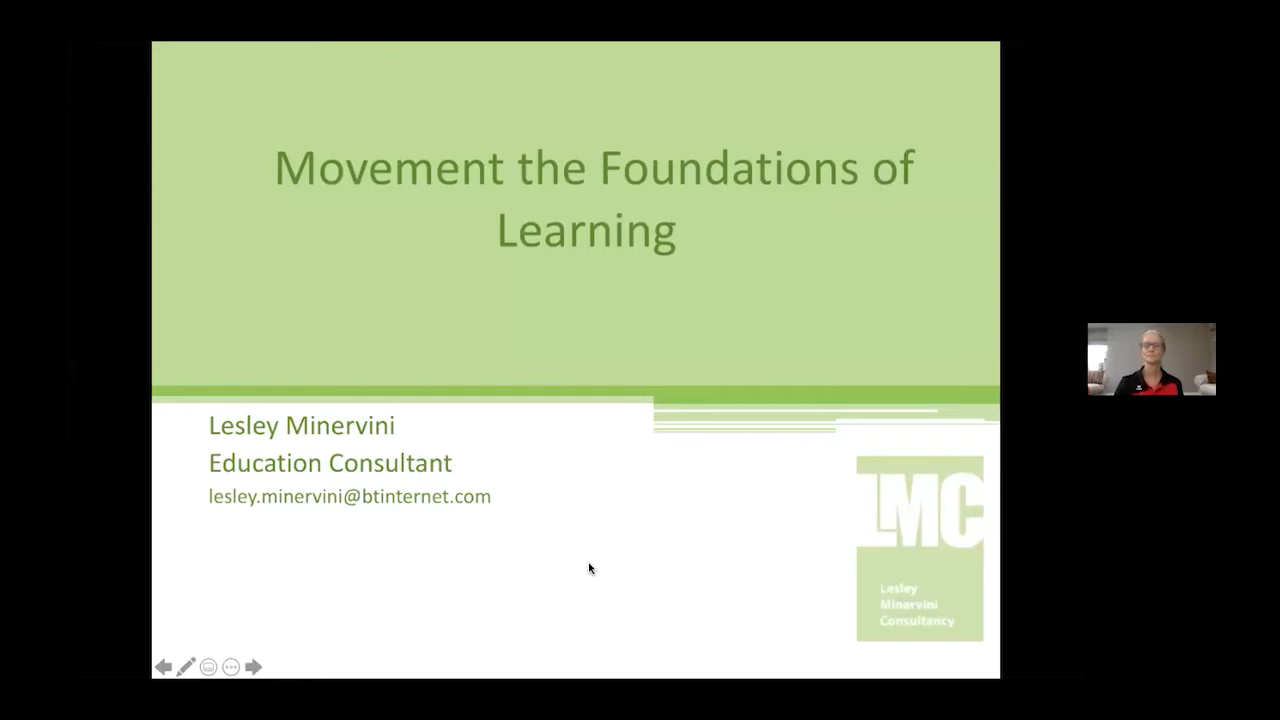 Movement the Foundations of
Learning
Lesley Minervini
Education Consultant
lesley.minervini@btinternet.com
LMC
Lesley
Minervini
Consultancy